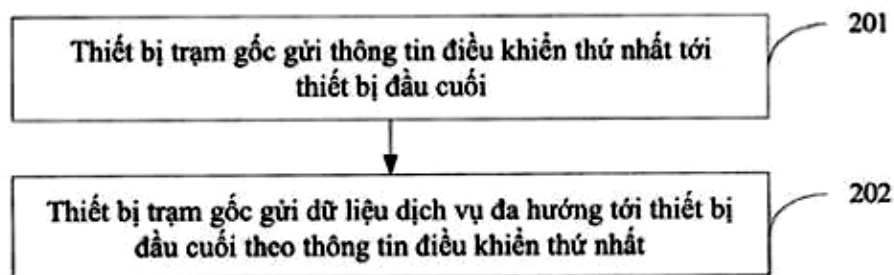 Thiết bị trạm gốc gửi thông tin điều khiển thứ nhất tới
thiết bị đầu cuối
201
Thiết bị trạm gốc gửi dữ liệu dịch vụ đa hướng tới thiết bị
đầu cuối theo thông tin điều khiển thứ nhất
202